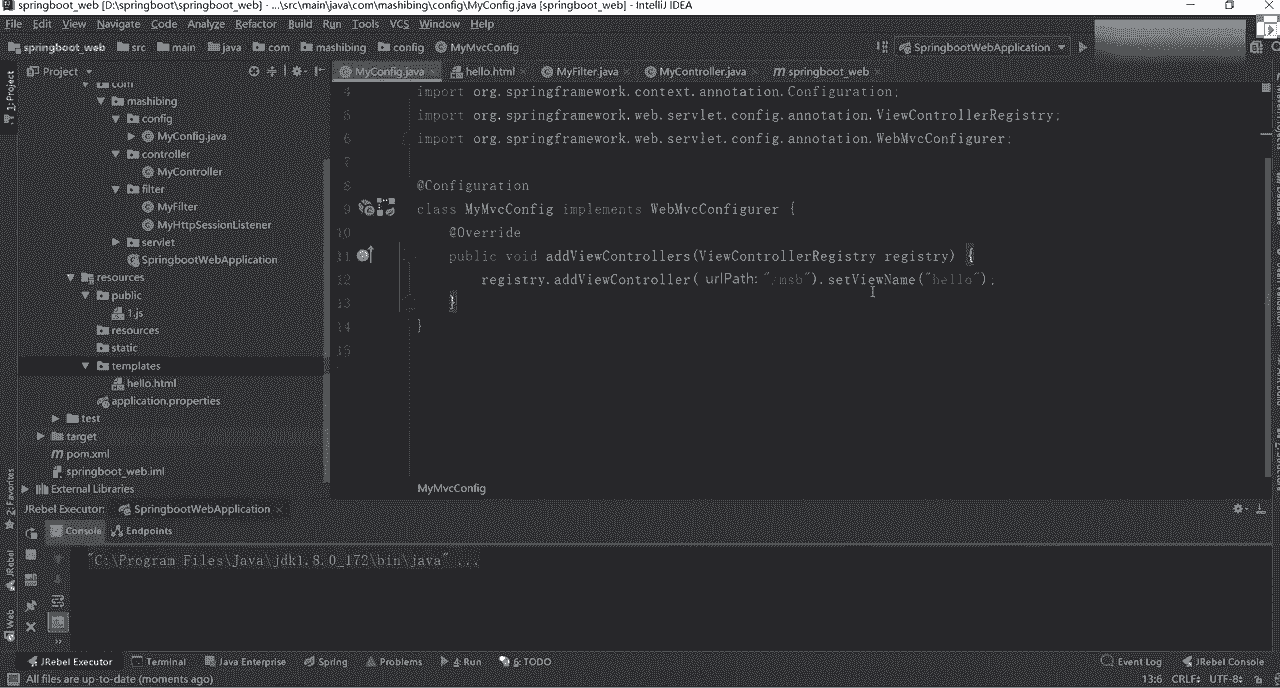 springboot_web [D:\springboot\springboot_web] - ...\src\main\java\com\mashibing\config\MyConfig.java [springboot_web] - IntelliJ IDEA
File Edit View Navigate Code Analyze Refactor Build Run Tools VCS Window Help
springboot_web src main java com mashibing config MyMvcConfig SpringbootWebApplication
Project MyConfig.java hello.html MyFilter.java MyController.java springboot_web
1: Project
com
mashibing
config
MyConfig.java
controller
MyController
filter
MyFilter
MyHttpSessionListener
servlet
SpringbootWebApplication
resources
public
1.js
resources
static
templates
hello.html
application.properties
test
target
pom.xml
springboot_web.iml
External Libraries
4 import org.springframework.context.annotation.Configuration;
5 import org.springframework.web.servlet.config.annotation.ViewControllerRegistry;
6 import org.springframework.web.servlet.config.annotation.WebMvcConfigurer;
7
8 @Configuration
9 class MyMvcConfig implements WebMvcConfigurer {
10 @Override
11 public void addViewControllers(ViewControllerRegistry registry) {
12 registry.addViewController( urlPath: "/msb").setViewName("hello");
13 }
14 }
15
MyMvcConfig
2: Favorites
JRebel
Web
JRebel Executor: SpringbootWebApplication
Console Endpoints
"C:\Program Files\Java\jdk1.8.0_172\bin\java" ...
JRebel Executor Terminal Java Enterprise Spring Problems 4: Run 6: TODO Event Log JRebel Console
All files are up-to-date (moments ago) 13:6 CRLF UTF-8